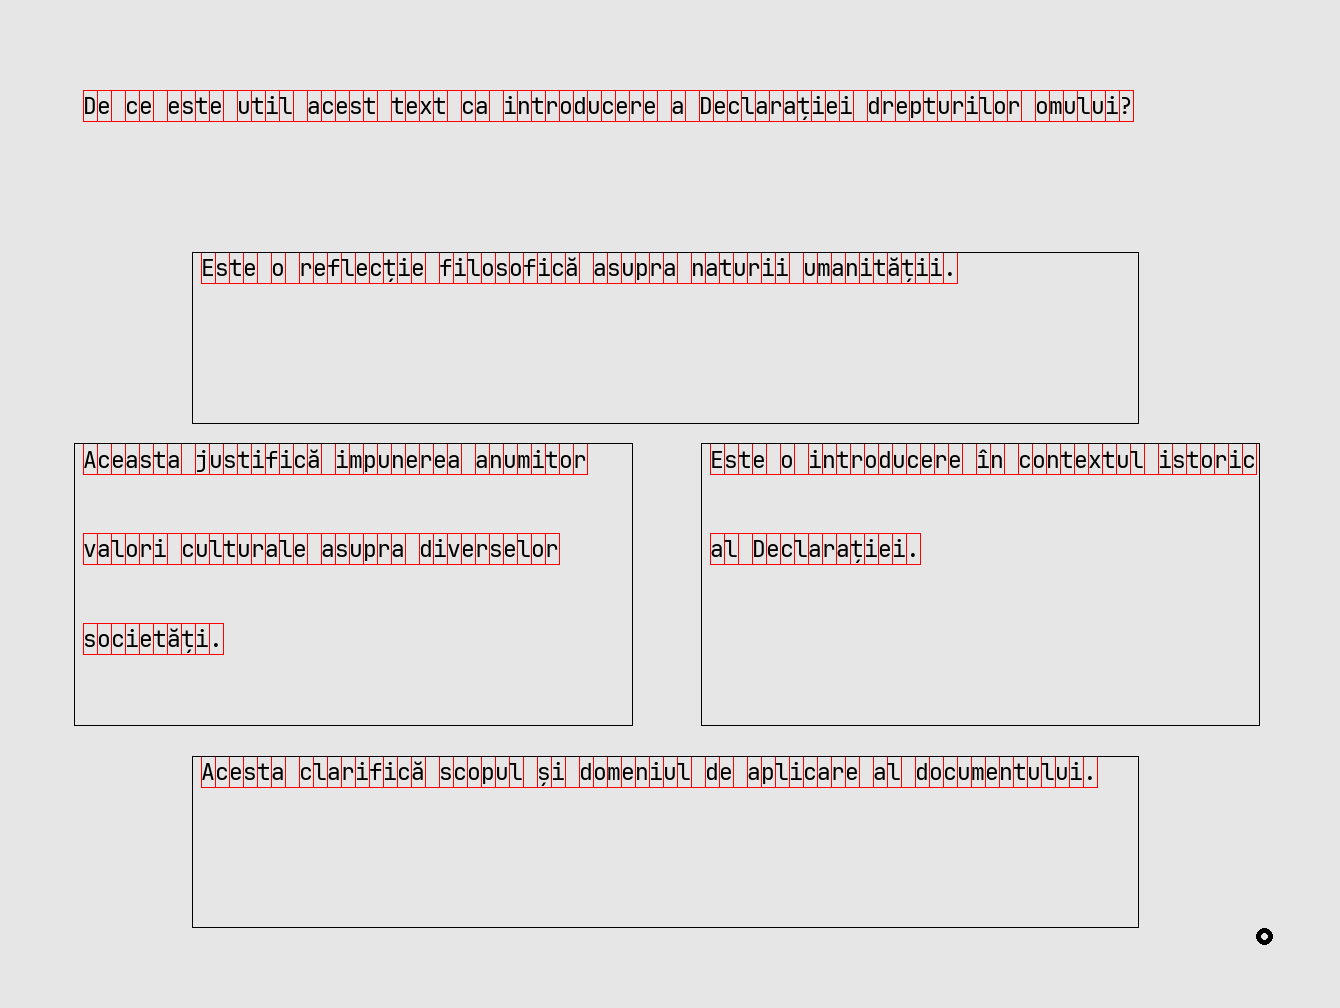 De ce este util acest text ca introducere a Declarației drepturilor omului?
Este o reflecție filosofică asupra naturii umanității.
Aceasta justifică impunerea anumitor
valori culturale asupra diverselor
societăți.
Este o introducere în contextul istoric
al Declarației.
Acesta clarifică scopul și domeniul de aplicare al documentului.